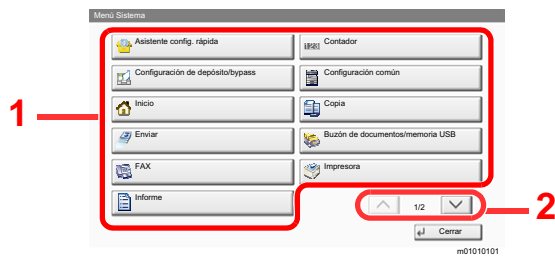 Menú Sistema
Asistente config. rápida
Contador
Configuración de depósito/bypass
Configuración común
Inicio
Copia
Enviar
Buzón de documentos/memoria USB
FAX
Impresora
Informe
1/2
Cerrar
1
2
m01010101